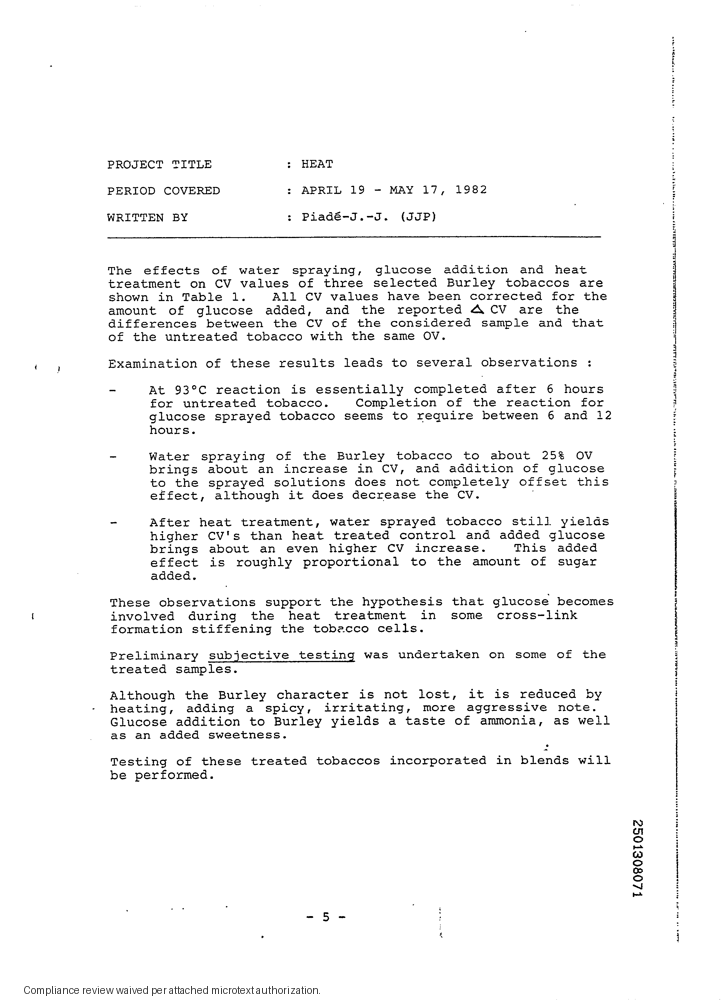 PROJECT TITLE : HEAT
PERIOD COVERED : APRIL 19 - MAY 17, 1982
WRITTEN BY : Piadé-J.-J. (JJP)
The effects of water spraying, glucose addition and heat
treatment on CV values of three selected Burley tobaccos are
shown in Table 1. All CV values have been corrected for the
amount of glucose added, and the reported Δ CV are the
differences between the CV of the considered sample and that
of the untreated tobacco with the same OV.
Examination of these results leads to several observations :
- At 93°C reaction is essentially completed after 6 hours
for untreated tobacco. Completion of the reaction for
glucose sprayed tobacco seems to require between 6 and 12
hours.
- Water spraying of the Burley tobacco to about 25% OV
brings about an increase in CV, and addition of glucose
to the sprayed solutions does not completely offset this
effect, although it does decrease the CV.
- After heat treatment, water sprayed tobacco still yields
higher CV's than heat treated control and added glucose
brings about an even higher CV increase. This added
effect is roughly proportional to the amount of sugar
added.
These observations support the hypothesis that glucose becomes
involved during the heat treatment in some cross-link
formation stiffening the tobacco cells.
Preliminary subjective testing was undertaken on some of the
treated samples.
Although the Burley character is not lost, it is reduced by
heating, adding a spicy, irritating, more aggressive note.
Glucose addition to Burley yields a taste of ammonia, as well
as an added sweetness.
Testing of these treated tobaccos incorporated in blends will
be performed.
2501308071
- 5 -
Compliance review waived per attached microtext authorization.